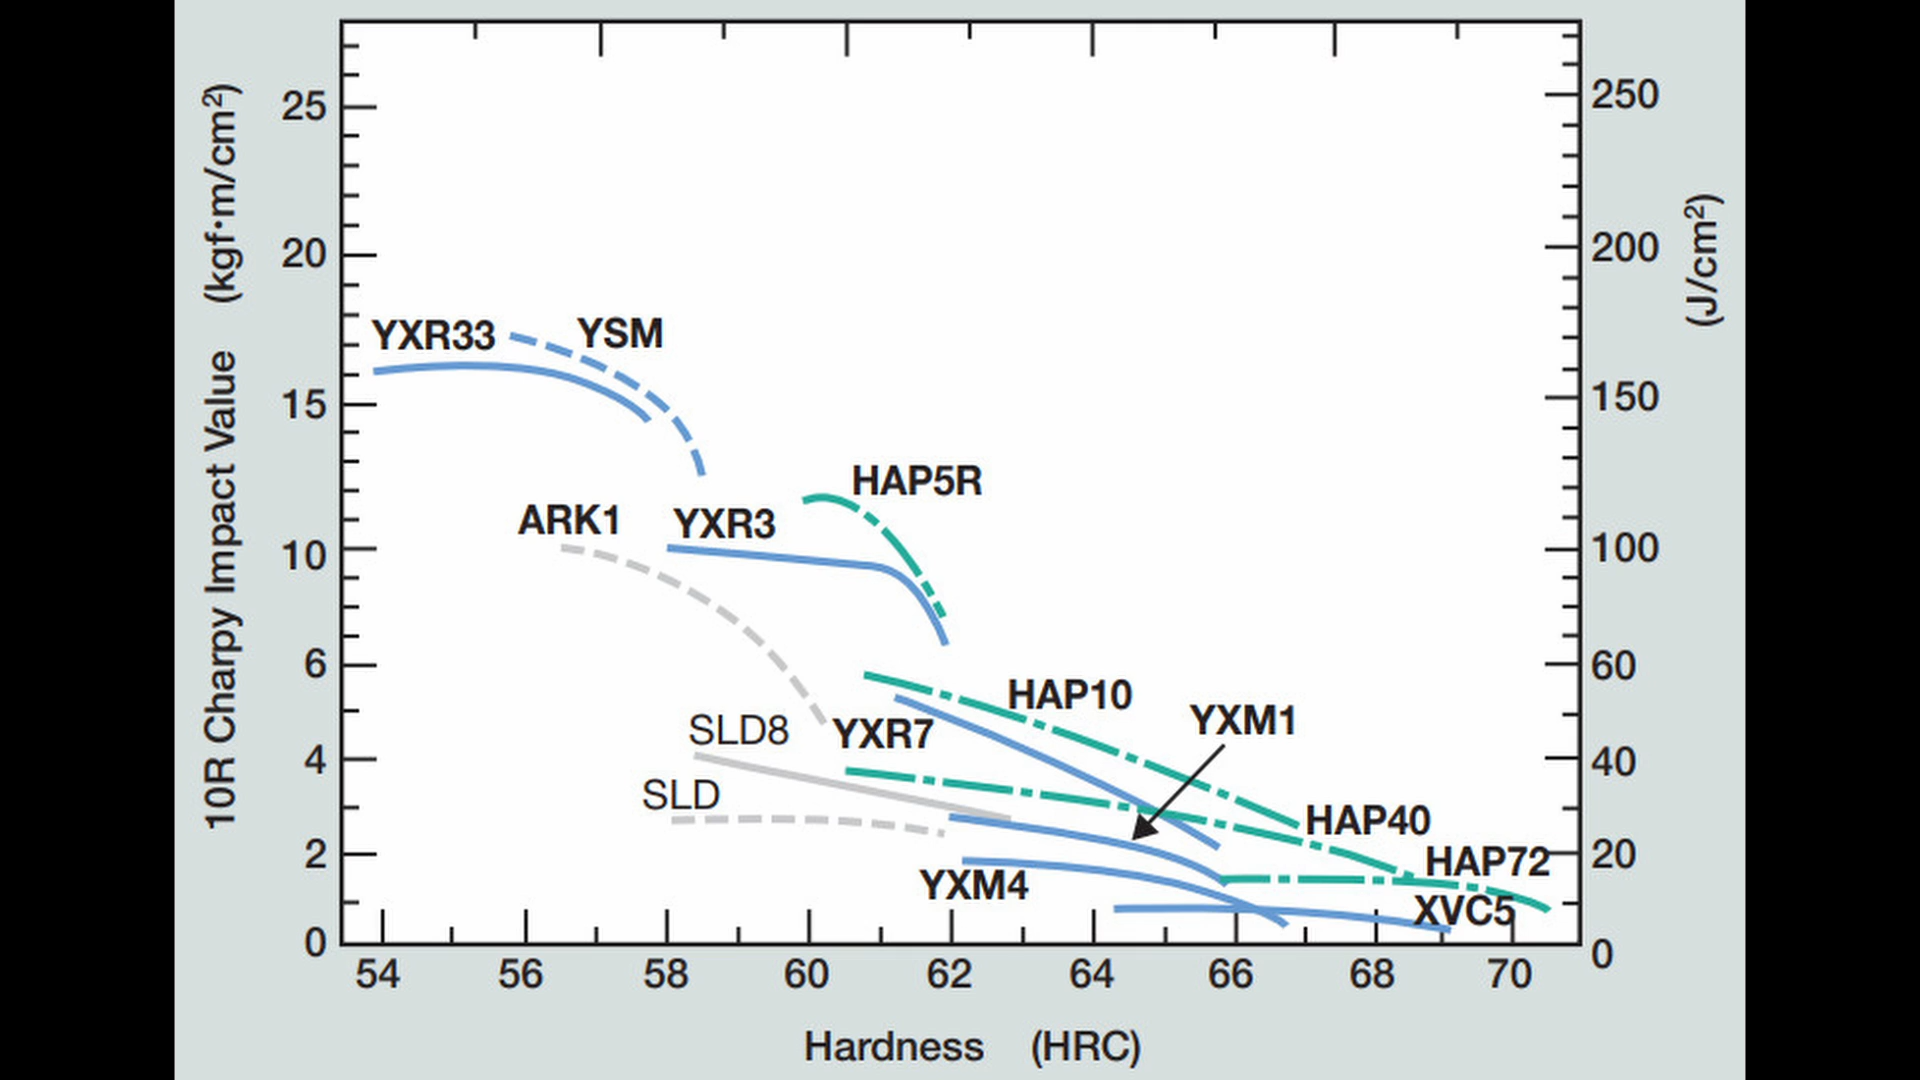 10R Charpy Impact Value (kgf·m/cm²)
25
20
15
10
6
4
2
0
250
200
150
100
60
40
20
0
(J/cm²)
YXR33
YSM
HAP5R
ARK1
YXR3
HAP10
YXM1
SLD8
YXR7
SLD
HAP40
HAP72
YXM4
XVC5
54 56 58 60 62 64 66 68 70
Hardness (HRC)